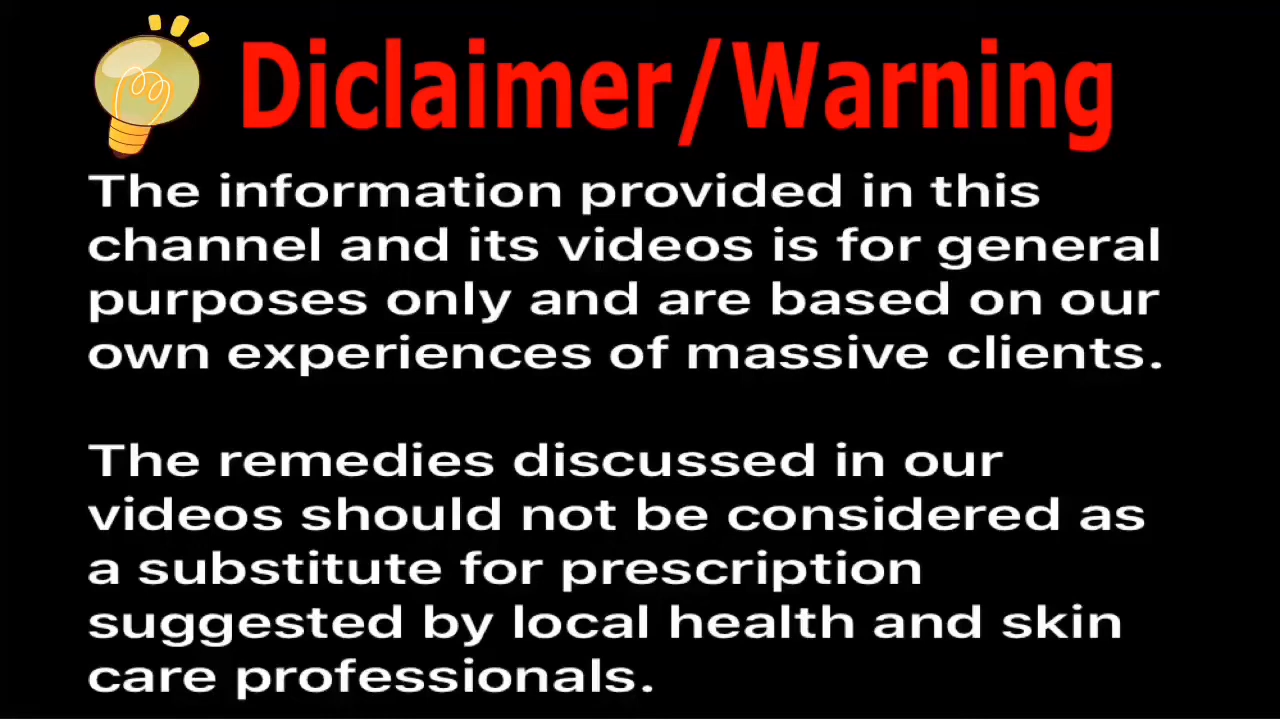 Diclaimer/Warning
The information provided in this
channel and its videos is for general
purposes only and are based on our
own experiences of massive clients.
The remedies discussed in our
videos should not be considered as
a substitute for prescription
suggested by local health and skin
care professionals.